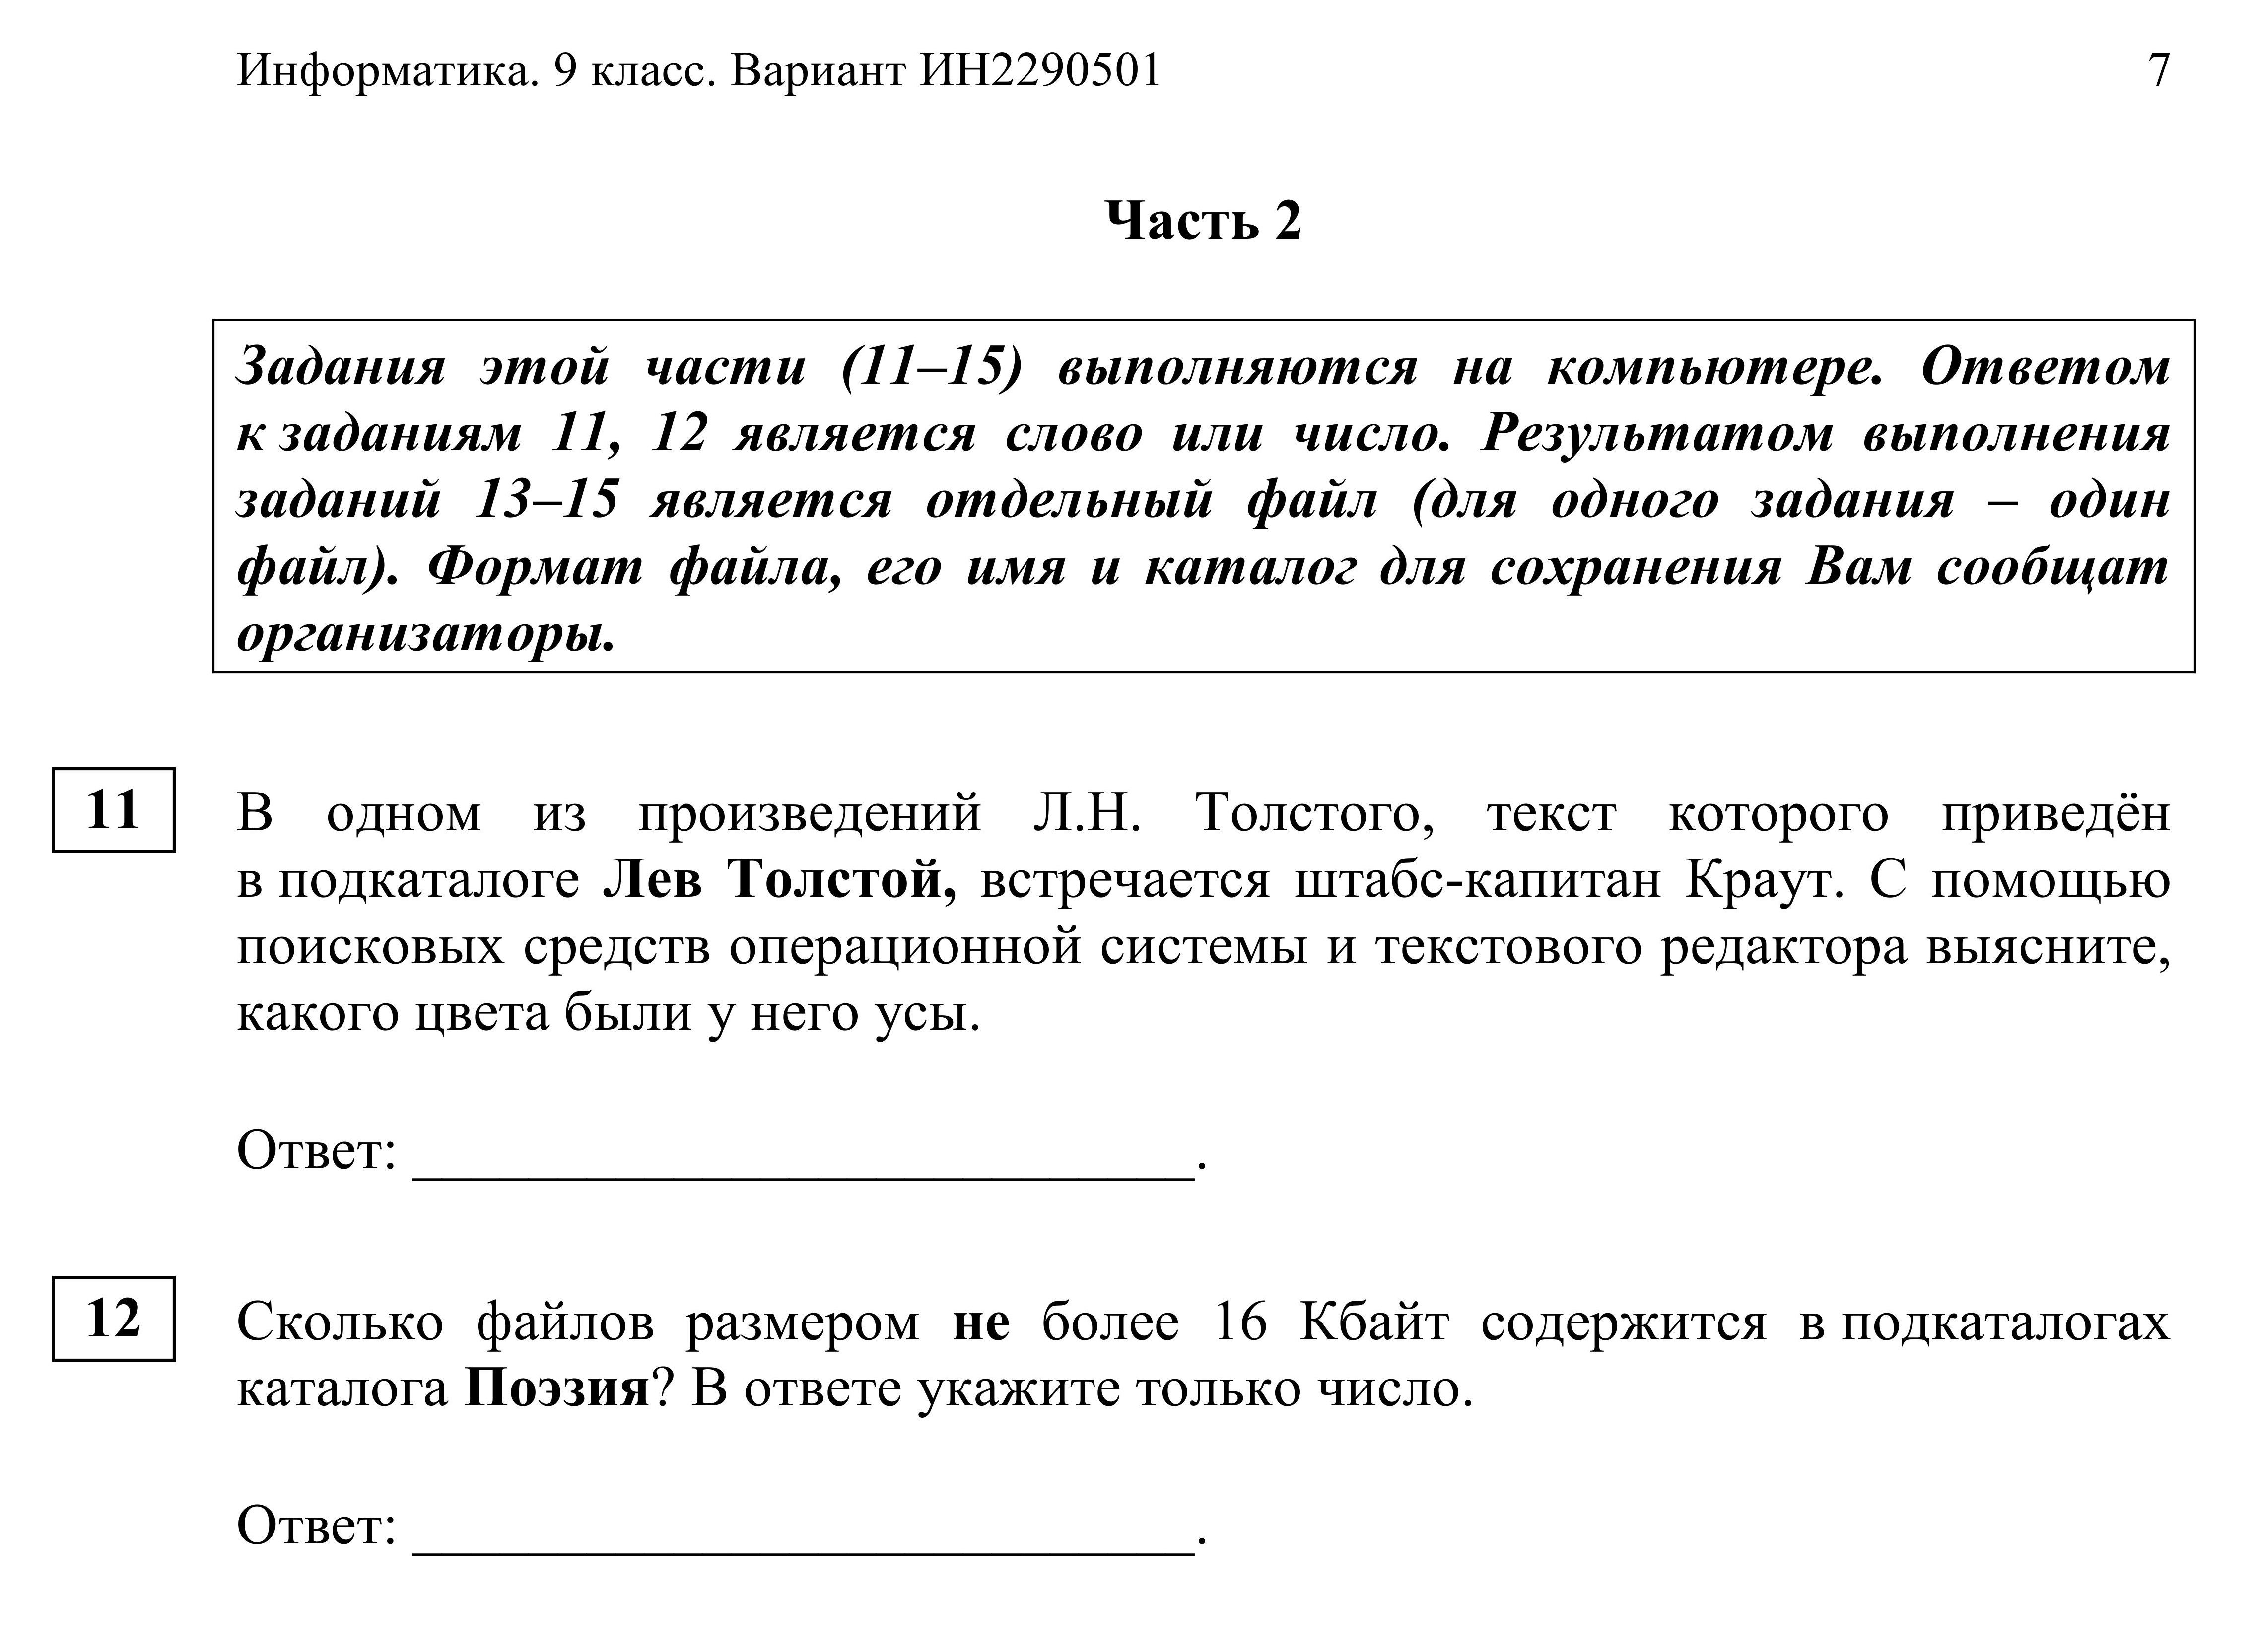 Информатика. 9 класс. Вариант ИН2290501 7
Часть 2
Задания этой части (11–15) выполняются на компьютере. Ответом
к заданиям 11, 12 является слово или число. Результатом выполнения
заданий 13–15 является отдельный файл (для одного задания – один
файл). Формат файла, его имя и каталог для сохранения Вам сообщат
организаторы.
11 В одном из произведений Л.Н. Толстого, текст которого приведён
в подкаталоге Лев Толстой, встречается штабс-капитан Краут. С помощью
поисковых средств операционной системы и текстового редактора выясните,
какого цвета были у него усы.
Ответ: ___________________________.
12 Сколько файлов размером не более 16 Кбайт содержится в подкаталогах
каталога Поэзия? В ответе укажите только число.
Ответ: ___________________________.